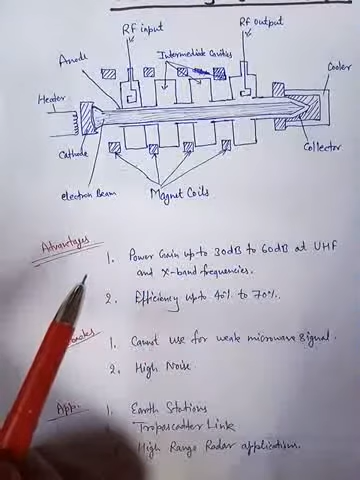 RF input
RF output
Anode
Intermediate Cavities
Cooler
Heater
Cathode
Collector
electron Beam
Magnet Coils
Advantages
1. Power Gain upto 30dB to 60dB at UHF
and X-band frequencies.
2. Efficiency upto 40% to 70%.
1. Cannot use for weak microwave signal.
2. High Noise
App. 1. Earth Stations
Troposcadder Link
High Range Radar applications.